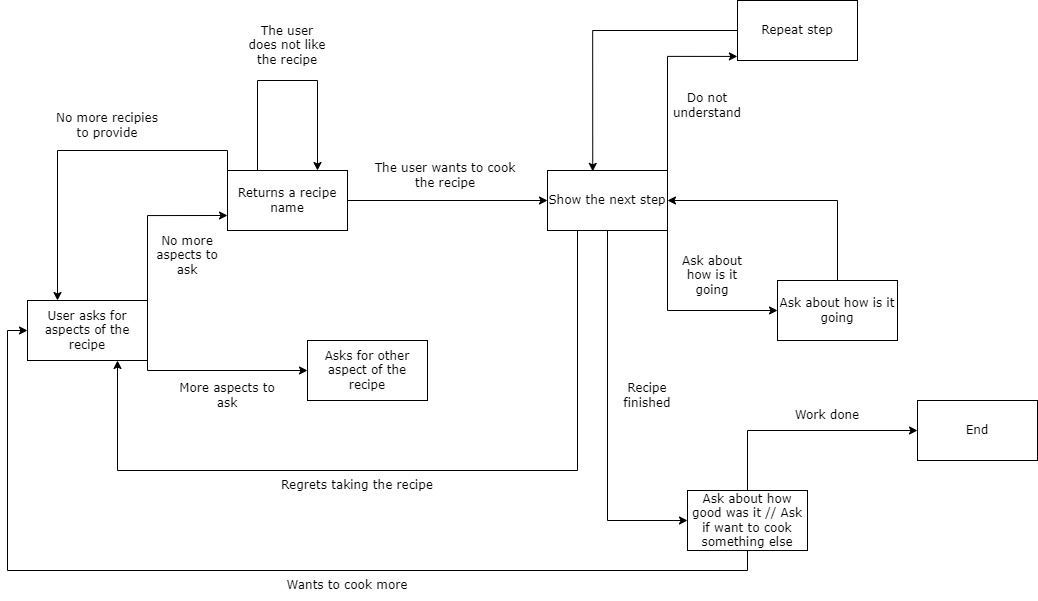 Repeat step
The user
does not like
the recipe
Do not
understand
No more recipies
to provide
The user wants to cook
the recipe
Returns a recipe
name
Show the next step
No more
aspects to
ask
Ask about
how is it
going
Ask about how is it
going
User asks for
aspects of the
recipe
Asks for other
aspect of the
recipe
More aspects to
ask
Recipe
finished
Work done
End
Regrets taking the recipe
Ask about how
good was it // Ask
if want to cook
something else
Wants to cook more